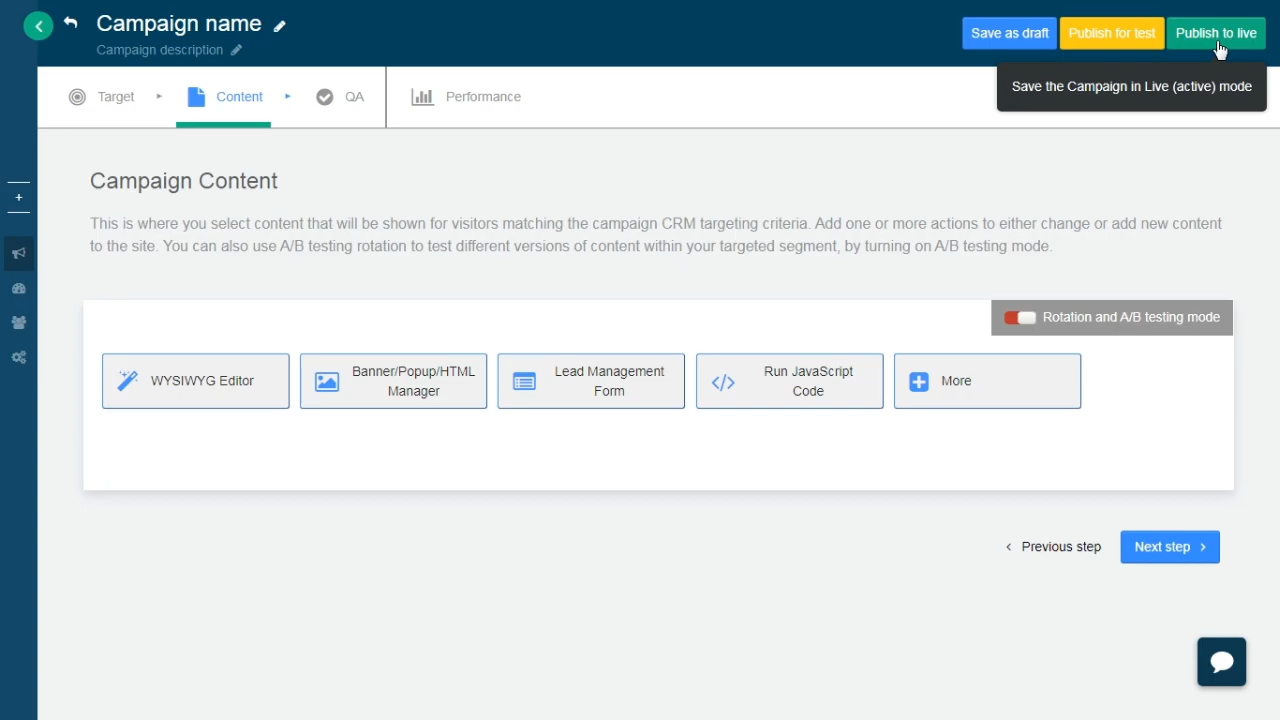 Campaign name
Campaign description
Save as draft
Publish for test
Publish to live
Save the Campaign in Live (active) mode
Target
Content
QA
Performance
Campaign Content
This is where you select content that will be shown for visitors matching the campaign CRM targeting criteria. Add one or more actions to either change or add new content
to the site. You can also use A/B testing rotation to test different versions of content within your targeted segment, by turning on A/B testing mode.
Rotation and A/B testing mode
WYSIWYG Editor
Banner/Popup/HTML
Manager
Lead Management
Form
Run JavaScript
Code
More
Previous step
Next step